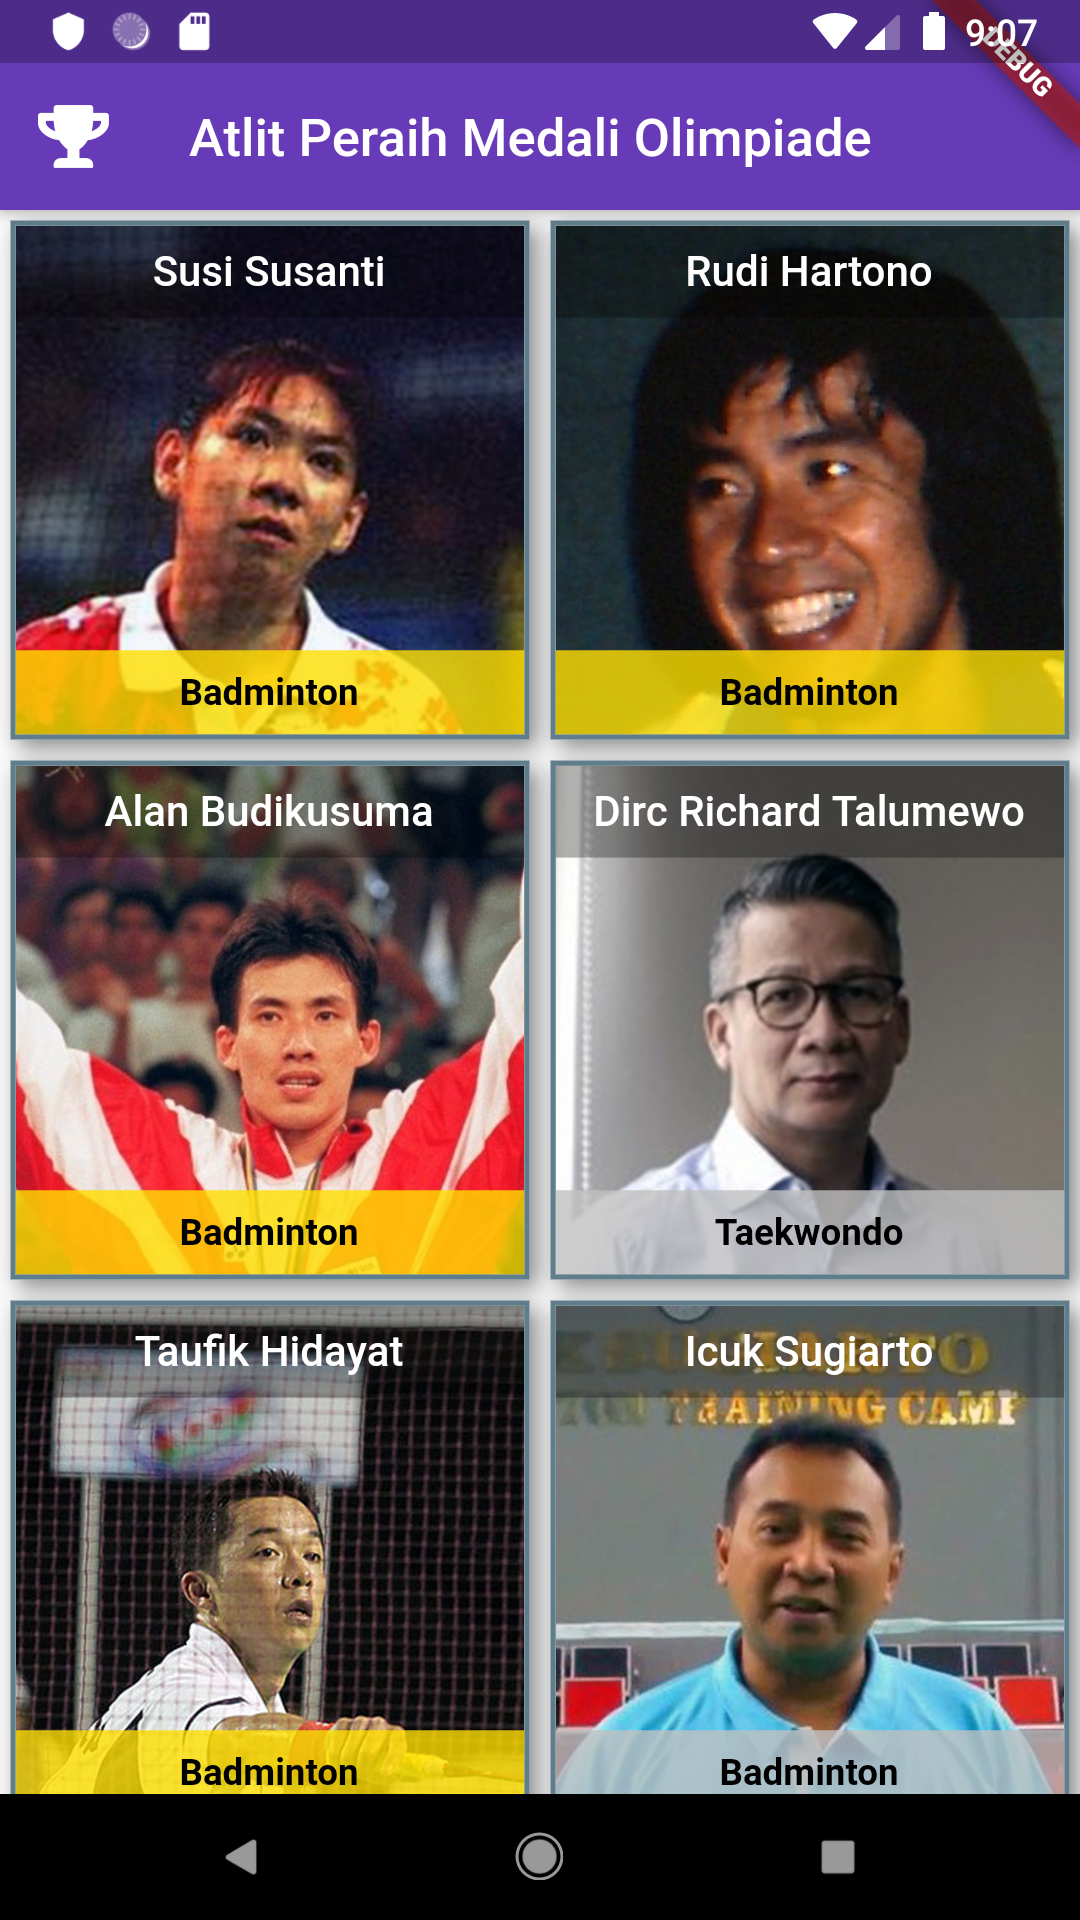 9:07
DEBUG
Atlit Peraih Medali Olimpiade
Susi Susanti
Rudi Hartono
Badminton
Badminton
Alan Budikusuma
Dirc Richard Talumewo
Badminton
Taekwondo
Taufik Hidayat
Icuk Sugiarto
TRAINING CAMP
Badminton
Badminton